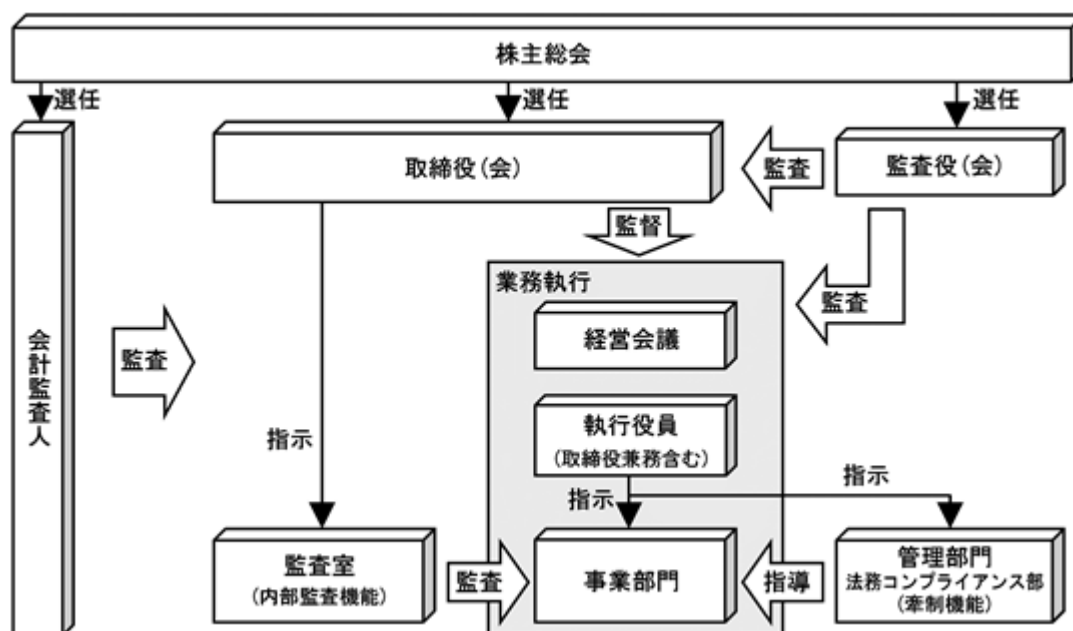 株主総会
選任
選任
選任
取締役(会)
監査
監査役(会)
監督
業務執行
監査
経営会議
会計監査人
監査
執行役員
(取締役兼務含む)
指示
指示
指示
監査室
(内部監査機能)
監査
事業部門
指導
管理部門
法務コンプライアンス部
(牽制機能)